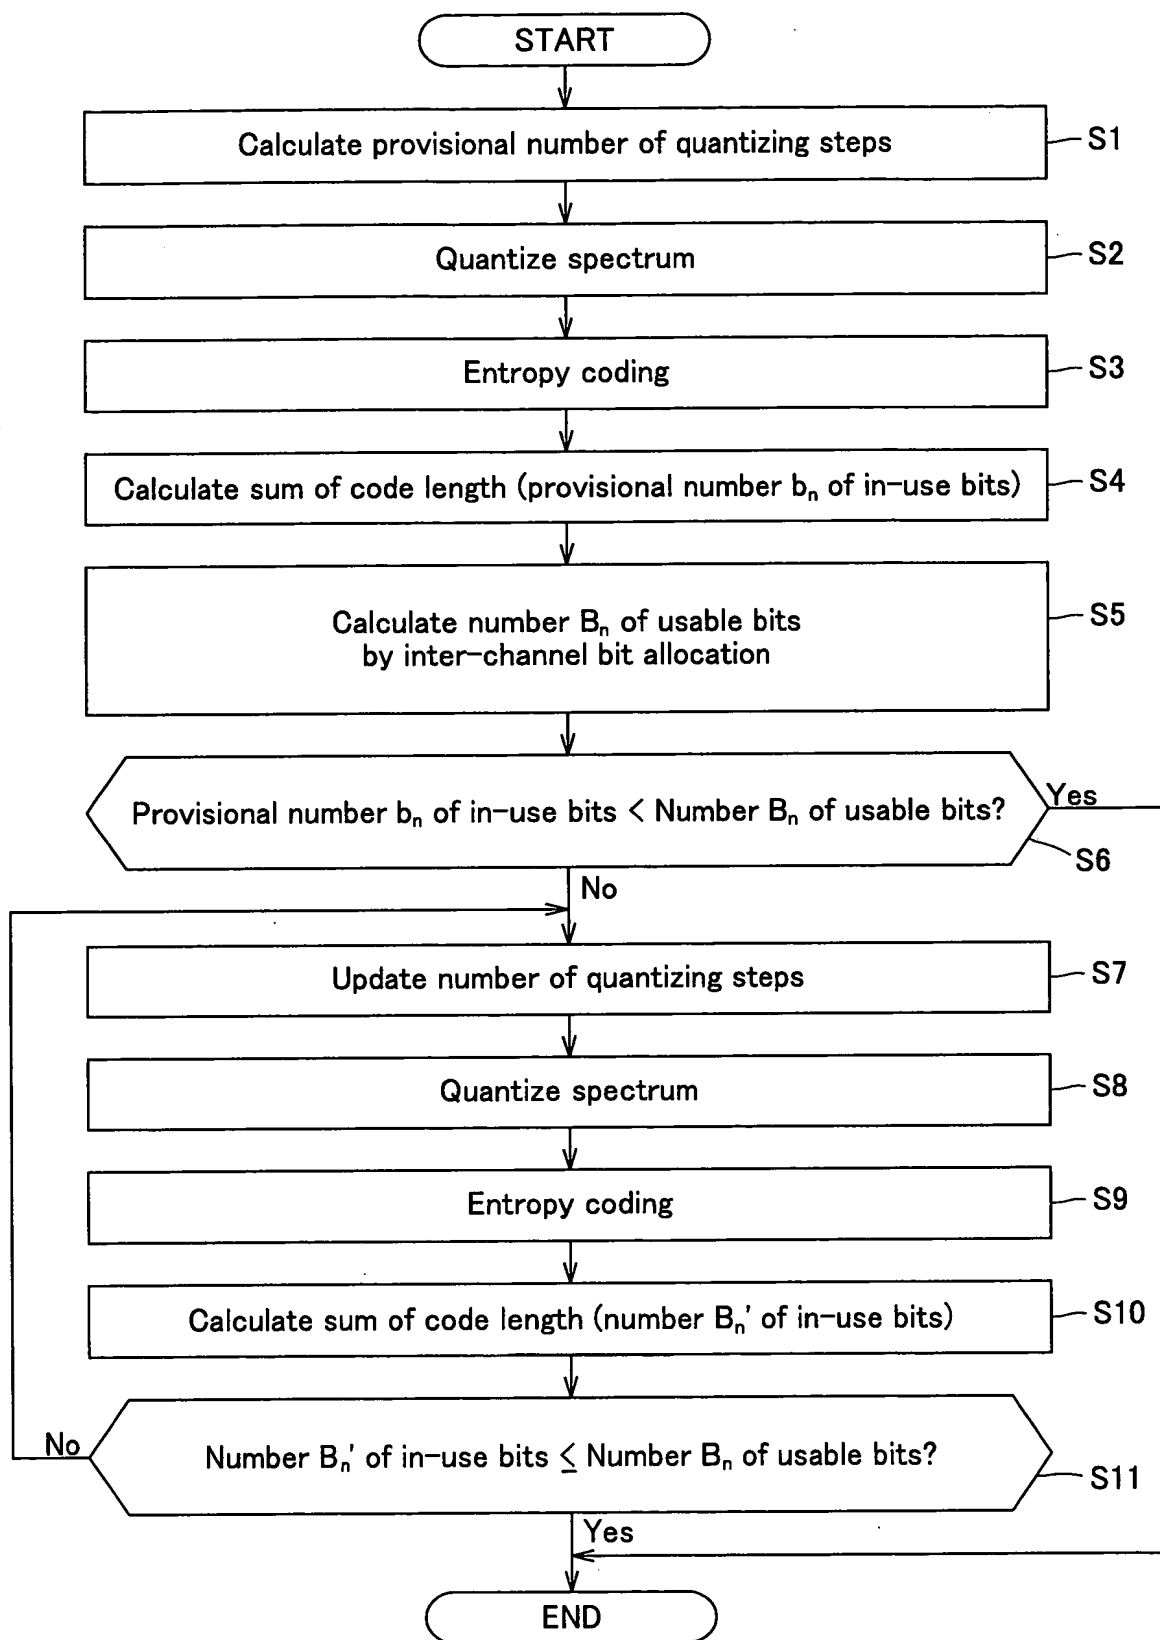 START
Calculate provisional number of quantizing steps
S1
Quantize spectrum
S2
Entropy coding
S3
Calculate sum of code length (provisional number bₙ of in-use bits)
S4
Calculate number Bₙ of usable bits
by inter-channel bit allocation
S5
Provisional number bₙ of in-use bits < Number Bₙ of usable bits?
Yes
S6
No
Update number of quantizing steps
S7
Quantize spectrum
S8
Entropy coding
S9
Calculate sum of code length (number Bₙ' of in-use bits)
S10
Number Bₙ' of in-use bits ≤ Number Bₙ of usable bits?
No
S11
Yes
END